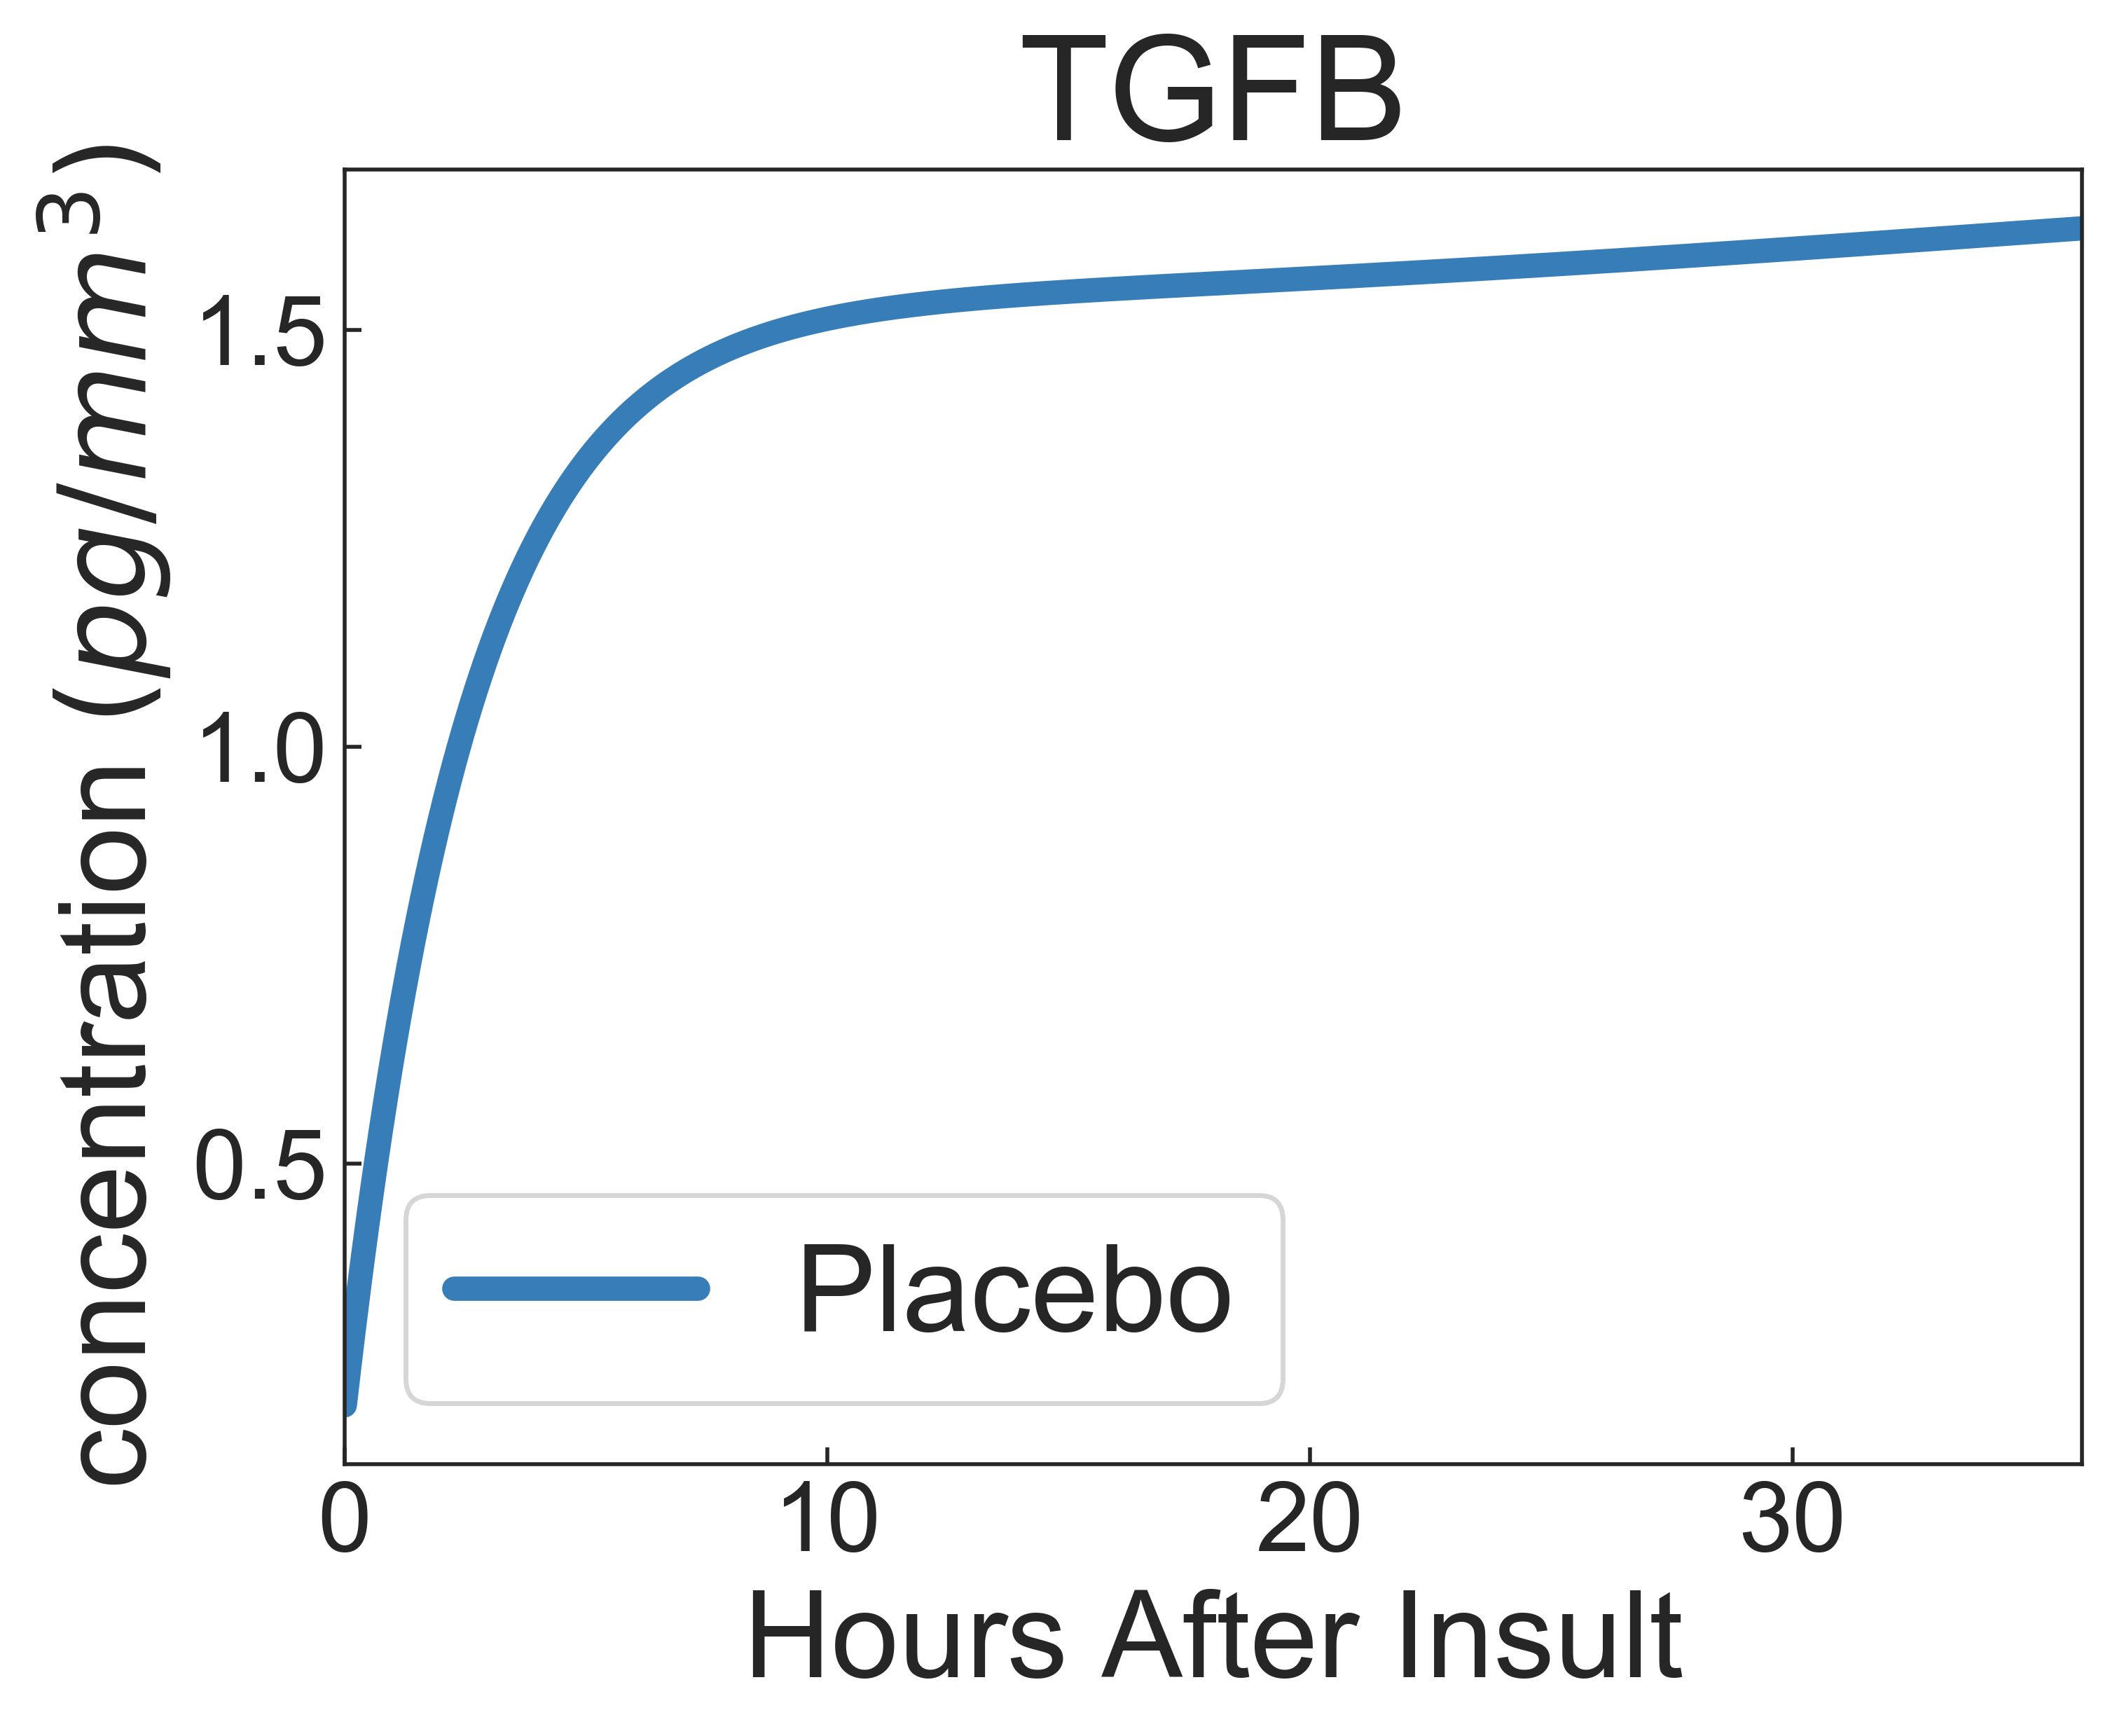 TGFB
concentration (pg/mm³)
1.5
1.0
0.5
Placebo
0 10 20 30
Hours After Insult